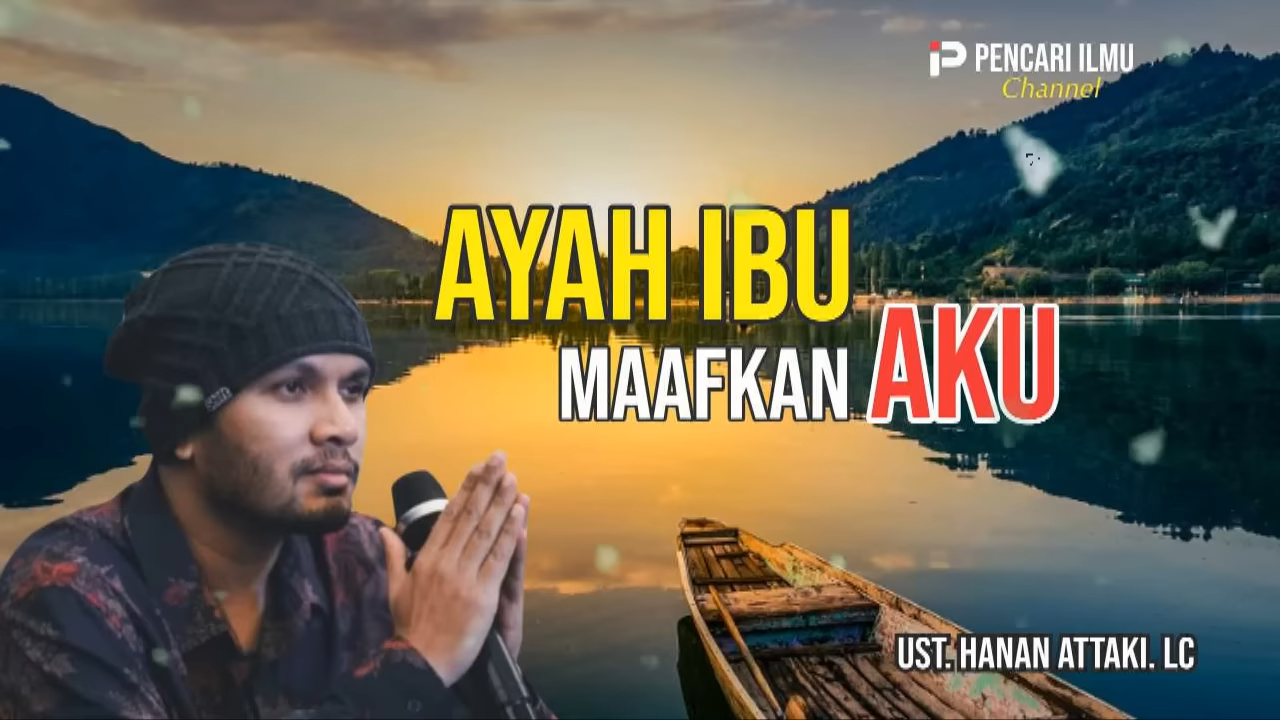 PENCARI ILMU
Channel
AYAH IBU
MAAFKAN AKU
UST. HANAN ATTAKI. LC